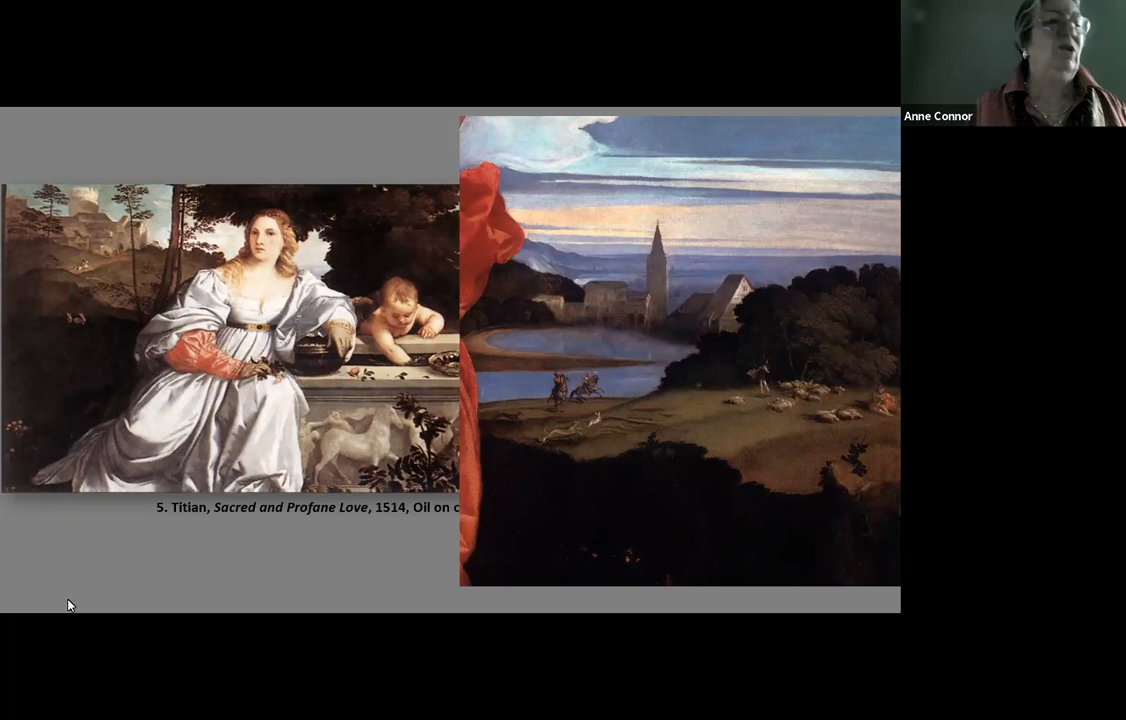 Anne Connor
5. Titian, Sacred and Profane Love, 1514, Oil on c